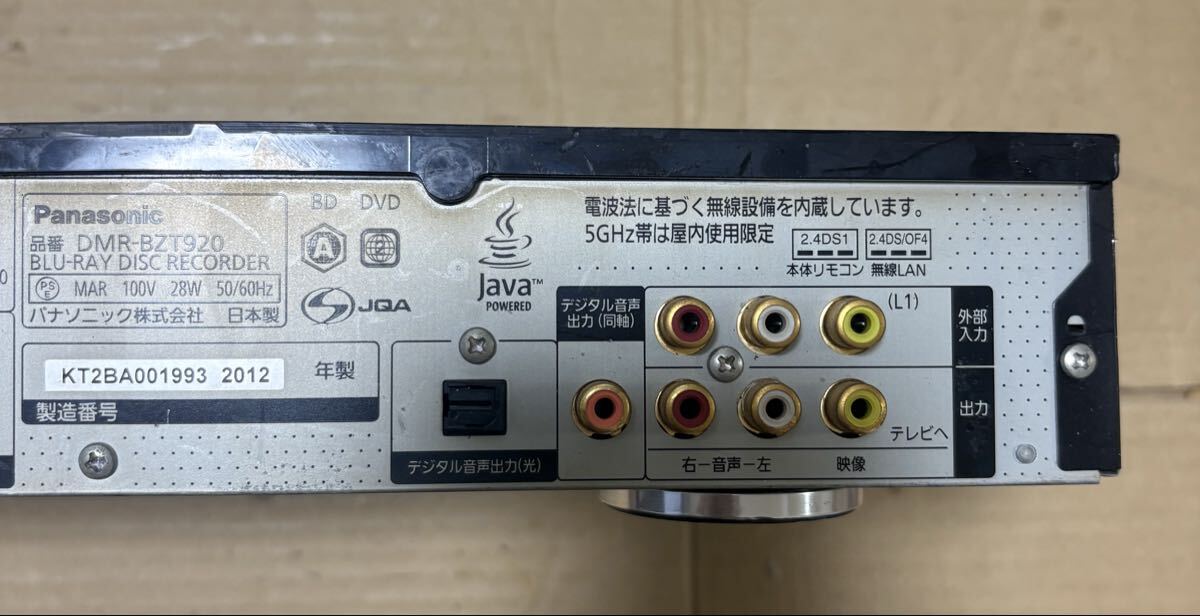 Panasonic
品番 DMR-BZT920
BLU-RAY DISC RECORDER
PS E MAR 100V 28W 50/60Hz
パナソニック株式会社 日本製
BD DVD
A 2
JQA
KT2BA001993 2012 年製
製造番号
Java™
POWERED
電波法に基づく無線設備を内蔵しています。
5GHz帯は屋内使用限定
2.4DS1 2.4DS/OF4
本体リモコン 無線LAN
デジタル音声
出力(同軸)
(L1)
外部
入力
出力
テレビへ
右ー音声ー左 映像
デジタル音声出力(光)
0